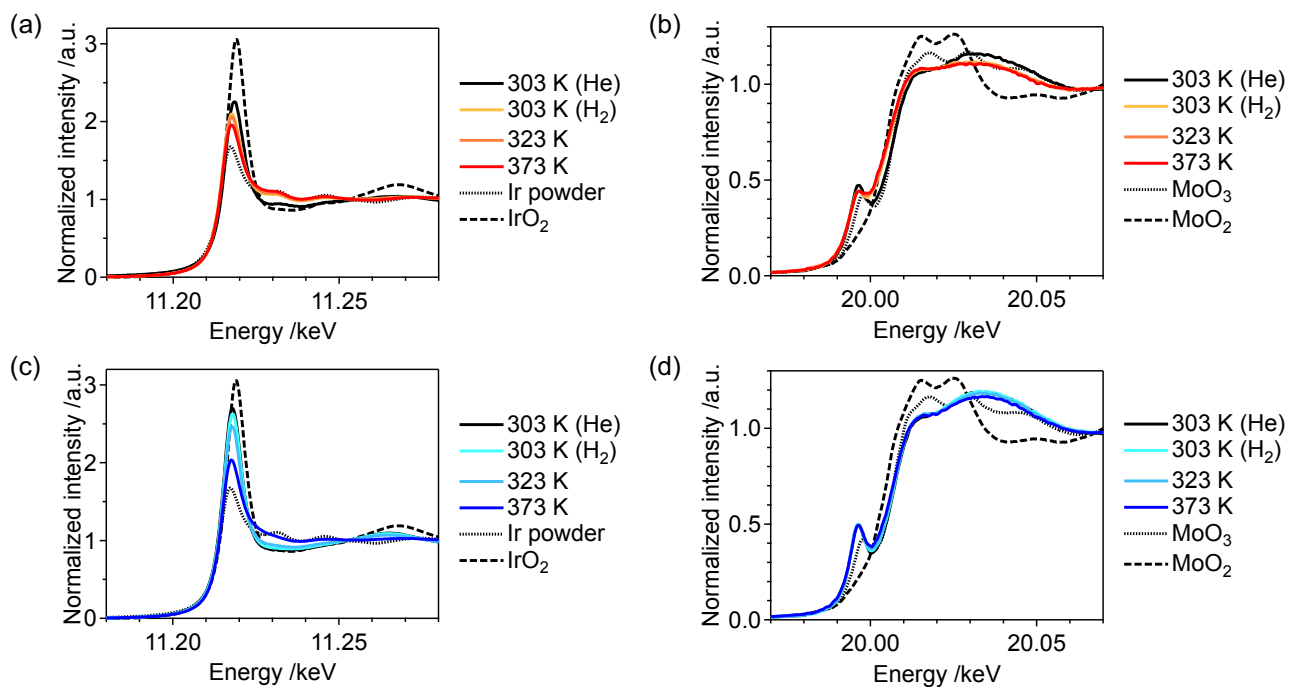 (a)
Normalized intensity /a.u.
3
2
1
0
11.20
11.25
Energy /keV
303 K (He)
303 K (H₂)
323 K
373 K
Ir powder
IrO₂
(b)
Normalized intensity /a.u.
1.0
0.5
0.0
20.00
20.05
Energy /keV
303 K (He)
303 K (H₂)
323 K
373 K
MoO₃
MoO₂
(c)
Normalized intensity /a.u.
3
2
1
0
11.20
11.25
Energy /keV
303 K (He)
303 K (H₂)
323 K
373 K
Ir powder
IrO₂
(d)
Normalized intensity /a.u.
1.0
0.5
0.0
20.00
20.05
Energy /keV
303 K (He)
303 K (H₂)
323 K
373 K
MoO₃
MoO₂